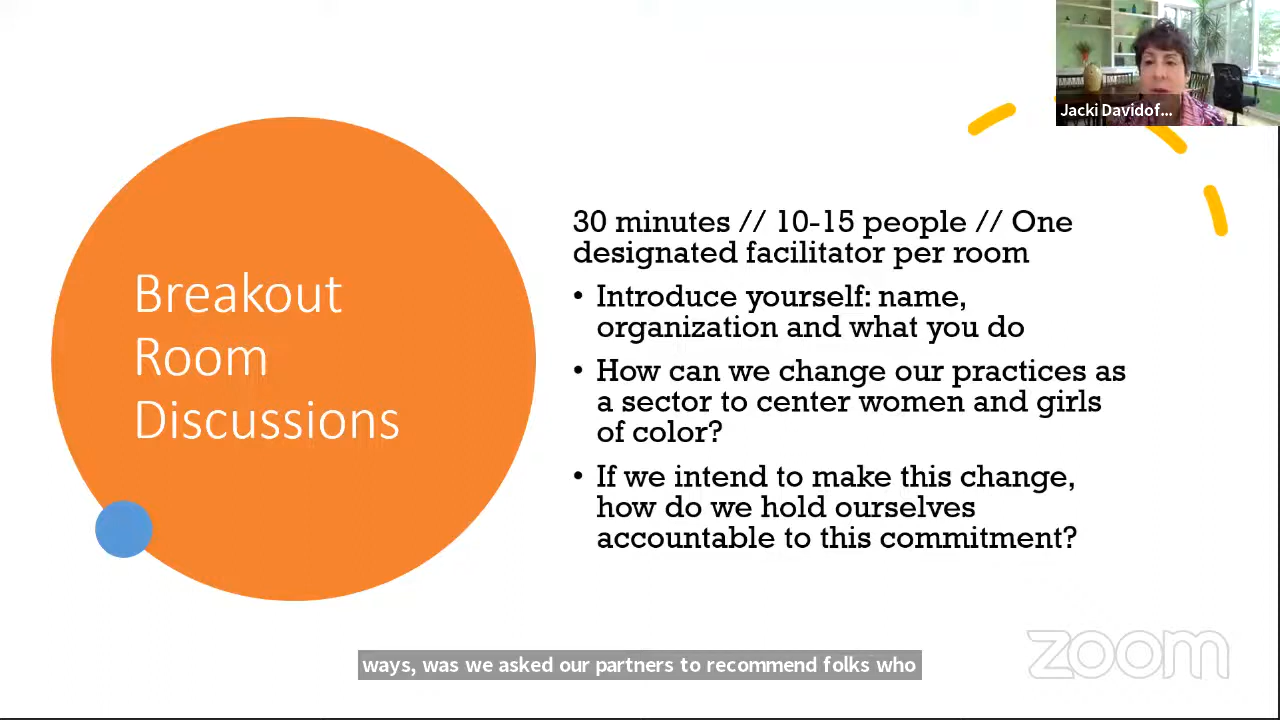 Jacki Davidof...
Breakout
Room
Discussions
30 minutes // 10-15 people // One
designated facilitator per room
• Introduce yourself: name,
organization and what you do
• How can we change our practices as
a sector to center women and girls
of color?
• If we intend to make this change,
how do we hold ourselves
accountable to this commitment?
zoom
ways, was we asked our partners to recommend folks who